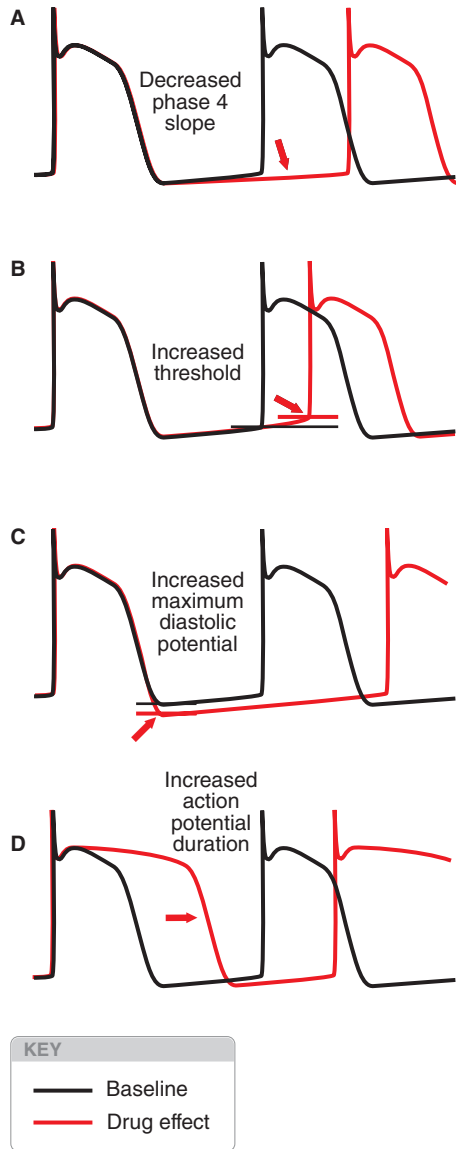 A
Decreased
phase 4
slope
B
Increased
threshold
C
Increased
maximum
diastolic
potential
Increased
action
potential
duration
D
KEY
Baseline
Drug effect